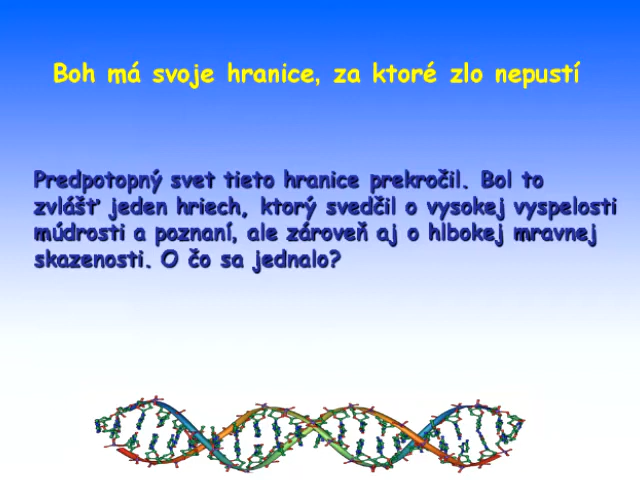 Boh má svoje hranice, za ktoré zlo nepustí
Predpotopný svet tieto hranice prekročil. Bol to
zvlášť jeden hriech, ktorý svedčil o vysokej vyspelosti
múdrosti a poznaní, ale zároveň aj o hlbokej mravnej
skazenosti. O čo sa jednalo?